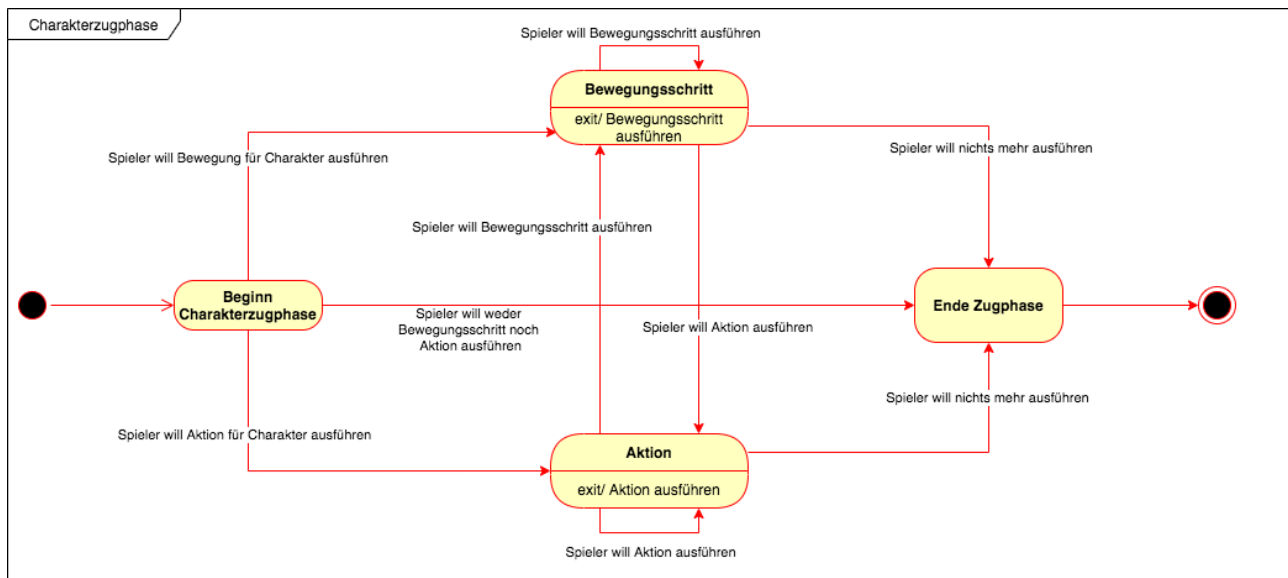 Charakterzugphase
Spieler will Bewegungsschritt ausführen
Bewegungsschritt
exit/ Bewegungsschritt
ausführen
Spieler will Bewegung für Charakter ausführen
Spieler will nichts mehr ausführen
Spieler will Bewegungsschritt ausführen
Beginn
Charakterzugphase
Ende Zugphase
Spieler will weder
Bewegungsschritt noch
Aktion ausführen
Spieler will Aktion ausführen
Spieler will nichts mehr ausführen
Spieler will Aktion für Charakter ausführen
Aktion
exit/ Aktion ausführen
Spieler will Aktion ausführen